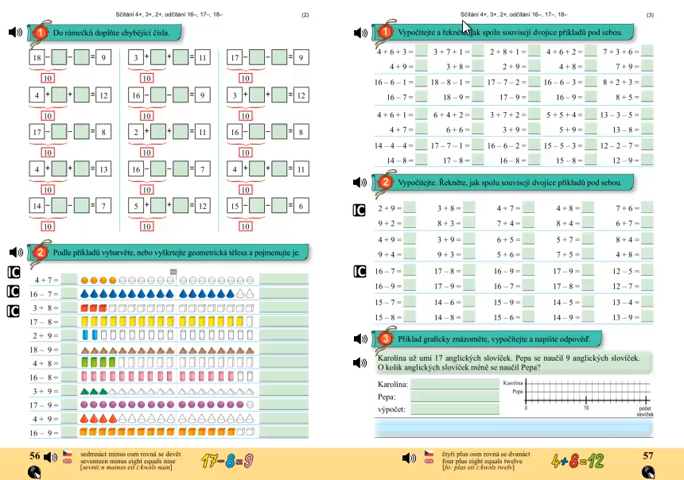 Sčítání 4+, 3+, 2+, odčítání 16–, 17–, 18–
(2)
1 Do rámečků doplňte chybějící čísla.
18 – – = 9
10
3 + + = 11
10
17 – – = 9
10
4 + + = 12
10
16 – – = 9
10
3 + + = 12
10
17 – – = 8
10
2 + + = 11
10
16 – – = 8
10
4 + + = 13
10
16 – – = 7
10
4 + + = 11
10
14 – – = 7
10
5 + + = 12
10
15 – – = 6
10
2 Podle příkladů vybarvěte, nebo vyškrtejte geometrická tělesa a pojmenujte je.
4 + 7 =
16 – 7 =
3 + 8 =
17 – 8 =
2 + 9 =
18 – 9 =
4 + 8 =
16 – 8 =
3 + 9 =
17 – 9 =
4 + 9 =
16 – 9 =
56
sedmnáct minus osm rovná se devět
seventeen minus eight equals nine
17–8=9
Sčítání 4+, 3+, 2+, odčítání 16–, 17–, 18–
(3)
1 Vypočítejte a řekněte, jak spolu souvisejí dvojice příkladů pod sebou.
4 + 6 + 3 = 3 + 7 + 1 = 2 + 8 + 1 = 4 + 6 + 2 = 7 + 3 + 6 =
4 + 9 = 3 + 8 = 2 + 9 = 4 + 8 = 7 + 9 =
16 – 6 – 1 = 18 – 8 – 1 = 17 – 7 – 2 = 16 – 6 – 3 = 8 + 2 + 3 =
16 – 7 = 18 – 9 = 17 – 9 = 16 – 9 = 8 + 5 =
4 + 6 + 1 = 6 + 4 + 2 = 3 + 7 + 2 = 5 + 5 + 4 = 13 – 3 – 5 =
4 + 7 = 6 + 6 = 3 + 9 = 5 + 9 = 13 – 8 =
14 – 4 – 4 = 17 – 7 – 1 = 16 – 6 – 2 = 15 – 5 – 3 = 12 – 2 – 7 =
14 – 8 = 17 – 8 = 16 – 8 = 15 – 8 = 12 – 9 =
2 Vypočítejte. Řekněte, jak spolu souvisejí dvojice příkladů pod sebou.
2 + 9 = 3 + 8 = 4 + 7 = 4 + 8 = 7 + 6 =
9 + 2 = 8 + 3 = 7 + 4 = 8 + 4 = 6 + 7 =
4 + 9 = 3 + 9 = 6 + 5 = 5 + 7 = 8 + 4 =
9 + 4 = 9 + 3 = 5 + 6 = 7 + 5 = 4 + 8 =
16 – 7 = 17 – 8 = 16 – 9 = 17 – 9 = 12 – 5 =
16 – 9 = 17 – 9 = 16 – 7 = 17 – 8 = 12 – 7 =
15 – 7 = 14 – 6 = 15 – 9 = 14 – 5 = 13 – 4 =
15 – 8 = 14 – 8 = 15 – 6 = 14 – 9 = 13 – 9 =
3 Příklad graficky znázorněte, vypočítejte a napište odpověď.
Karolína už umí 17 anglických slovíček. Pepa se naučil 9 anglických slovíček.
O kolik anglických slovíček méně se naučil Pepa?
Karolína:
Pepa:
výpočet:
Karolína
Pepa
0 10 počet slovíček
čtyři plus osm rovná se dvanáct
four plus eight equals twelve
4+8=12
57